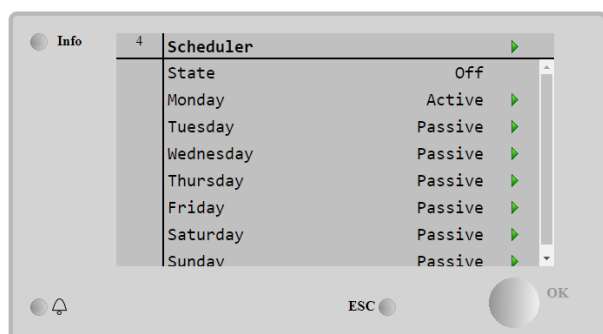 Info
4 Scheduler
State Off
Monday Active
Tuesday Passive
Wednesday Passive
Thursday Passive
Friday Passive
Saturday Passive
Sunday Passive
ESC
OK